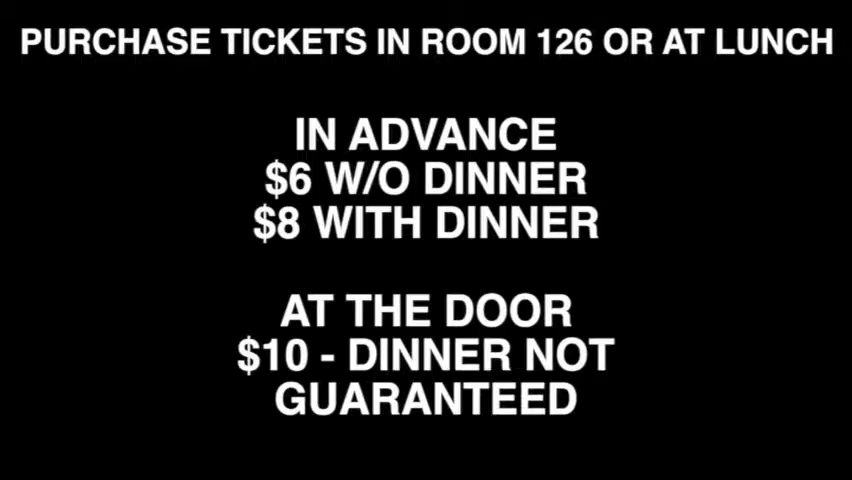 PURCHASE TICKETS IN ROOM 126 OR AT LUNCH
IN ADVANCE
$6 W/O DINNER
$8 WITH DINNER
AT THE DOOR
$10 - DINNER NOT
GUARANTEED